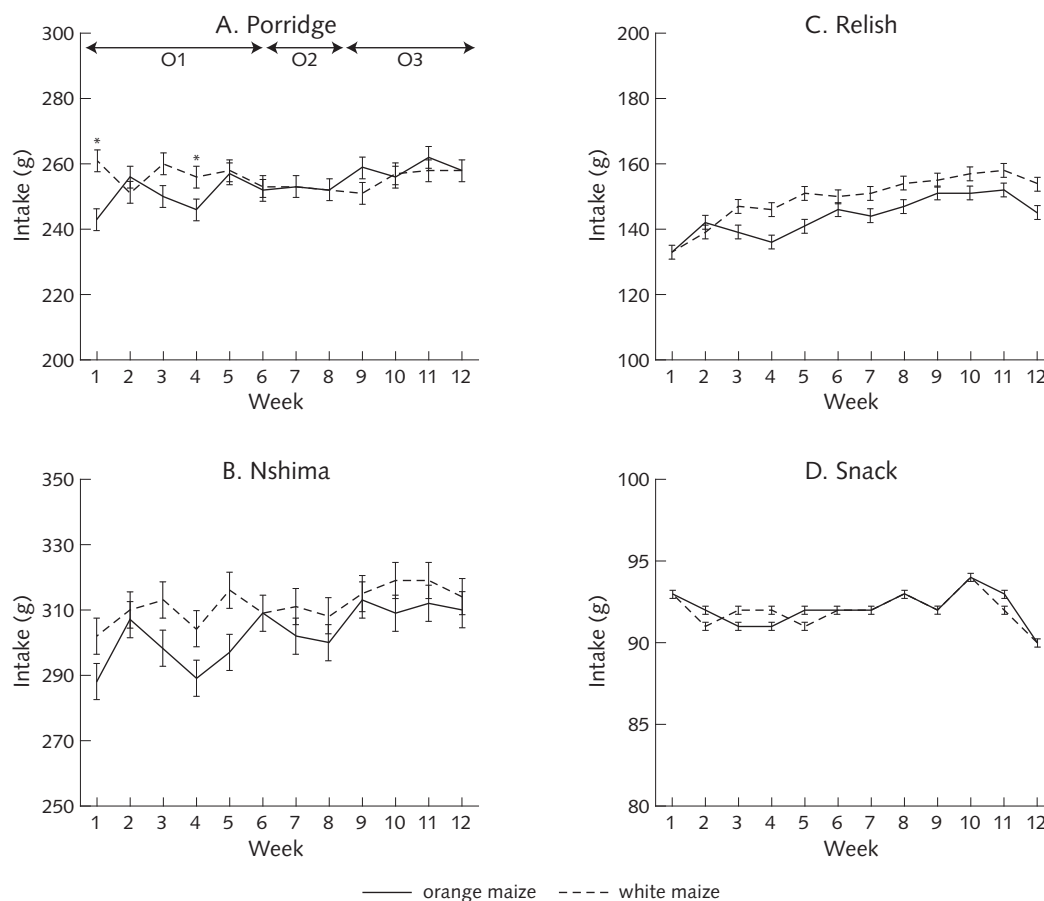 A. Porridge
300
280
260
240
220
200
Intake (g)
O1 O2 O3
* *
1 2 3 4 5 6 7 8 9 10 11 12
Week
C. Relish
200
180
160
140
120
100
Intake (g)
1 2 3 4 5 6 7 8 9 10 11 12
Week
B. Nshima
350
330
310
290
270
250
Intake (g)
1 2 3 4 5 6 7 8 9 10 11 12
Week
D. Snack
100
95
90
85
80
Intake (g)
1 2 3 4 5 6 7 8 9 10 11 12
Week
orange maize white maize